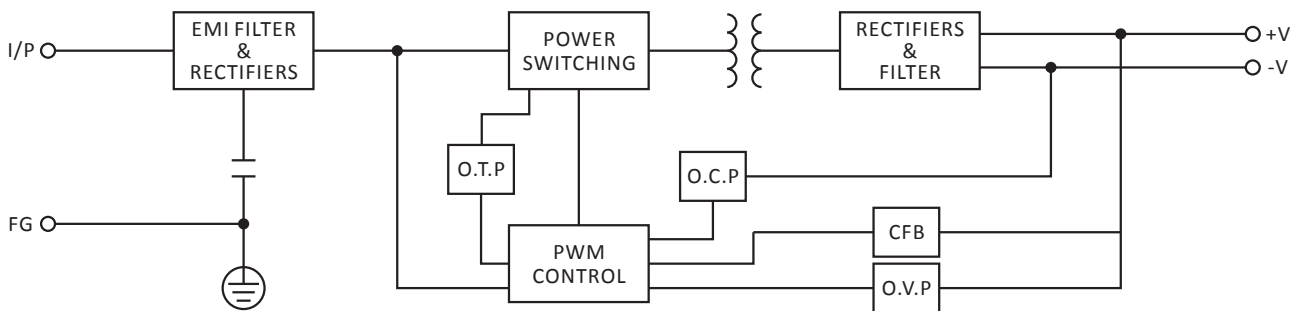 I/P
EMI FILTER
&
RECTIFIERS
POWER
SWITCHING
RECTIFIERS
&
FILTER
+V
-V
O.T.P
O.C.P
FG
PWM
CONTROL
CFB
O.V.P